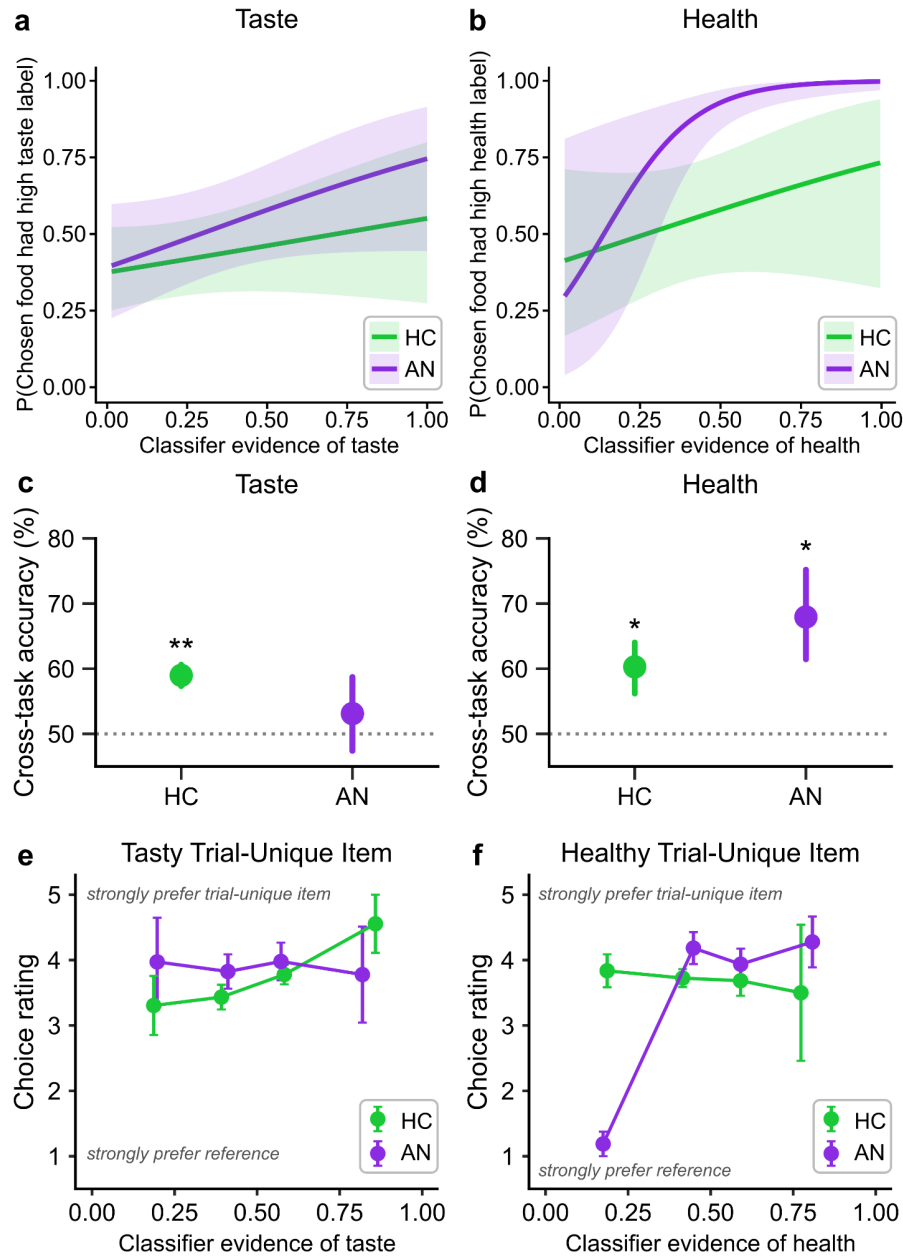 a
Taste
P(Chosen food had high taste label)
1.00
0.75
0.50
0.25
0.00
HC
AN
0.00 0.25 0.50 0.75 1.00
Classifer evidence of taste
b
Health
P(Chosen food had high health label)
1.00
0.75
0.50
0.25
0.00
HC
AN
0.00 0.25 0.50 0.75 1.00
Classifer evidence of health
c
Taste
Cross-task accuracy (%)
80
70
60
50
**
HC AN
d
Health
Cross-task accuracy (%)
80
70
60
50
*
*
HC AN
e
Tasty Trial-Unique Item
strongly prefer trial-unique item
Choice rating
5
4
3
2
1
strongly prefer reference
HC
AN
0.00 0.25 0.50 0.75 1.00
Classifier evidence of taste
f
Healthy Trial-Unique Item
strongly prefer trial-unique item
Choice rating
5
4
3
2
1
strongly prefer reference
HC
AN
0.00 0.25 0.50 0.75 1.00
Classifier evidence of health